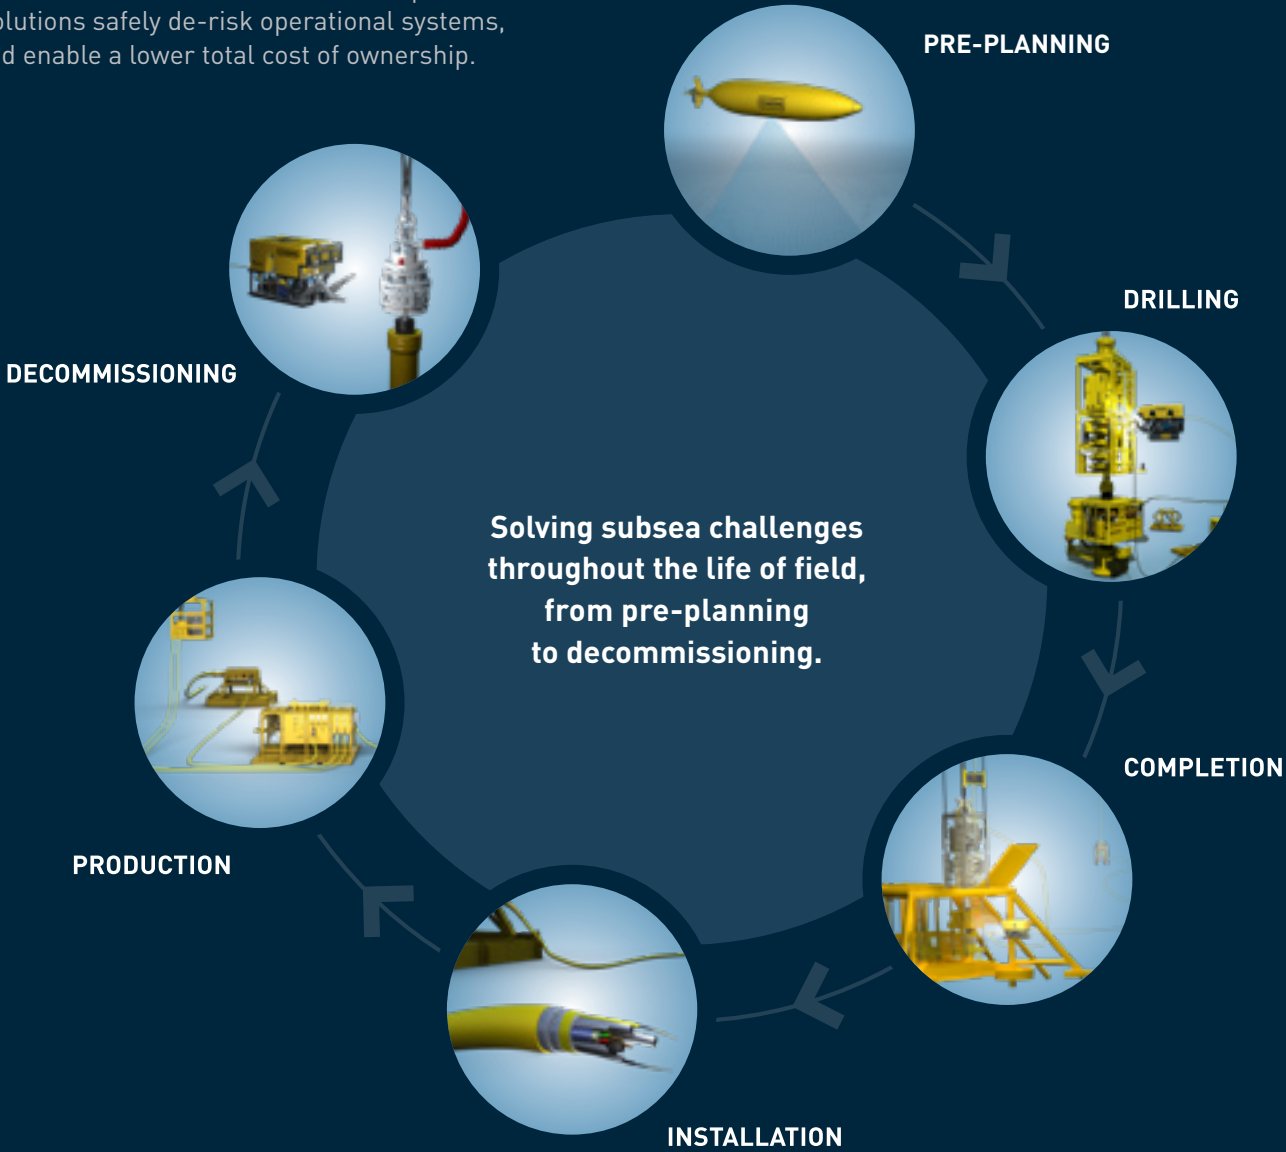 olutions safely de-risk operational systems,
d enable a lower total cost of ownership.
PRE-PLANNING
DRILLING
DECOMMISSIONING
Solving subsea challenges
throughout the life of field,
from pre-planning
to decommissioning.
COMPLETION
PRODUCTION
INSTALLATION